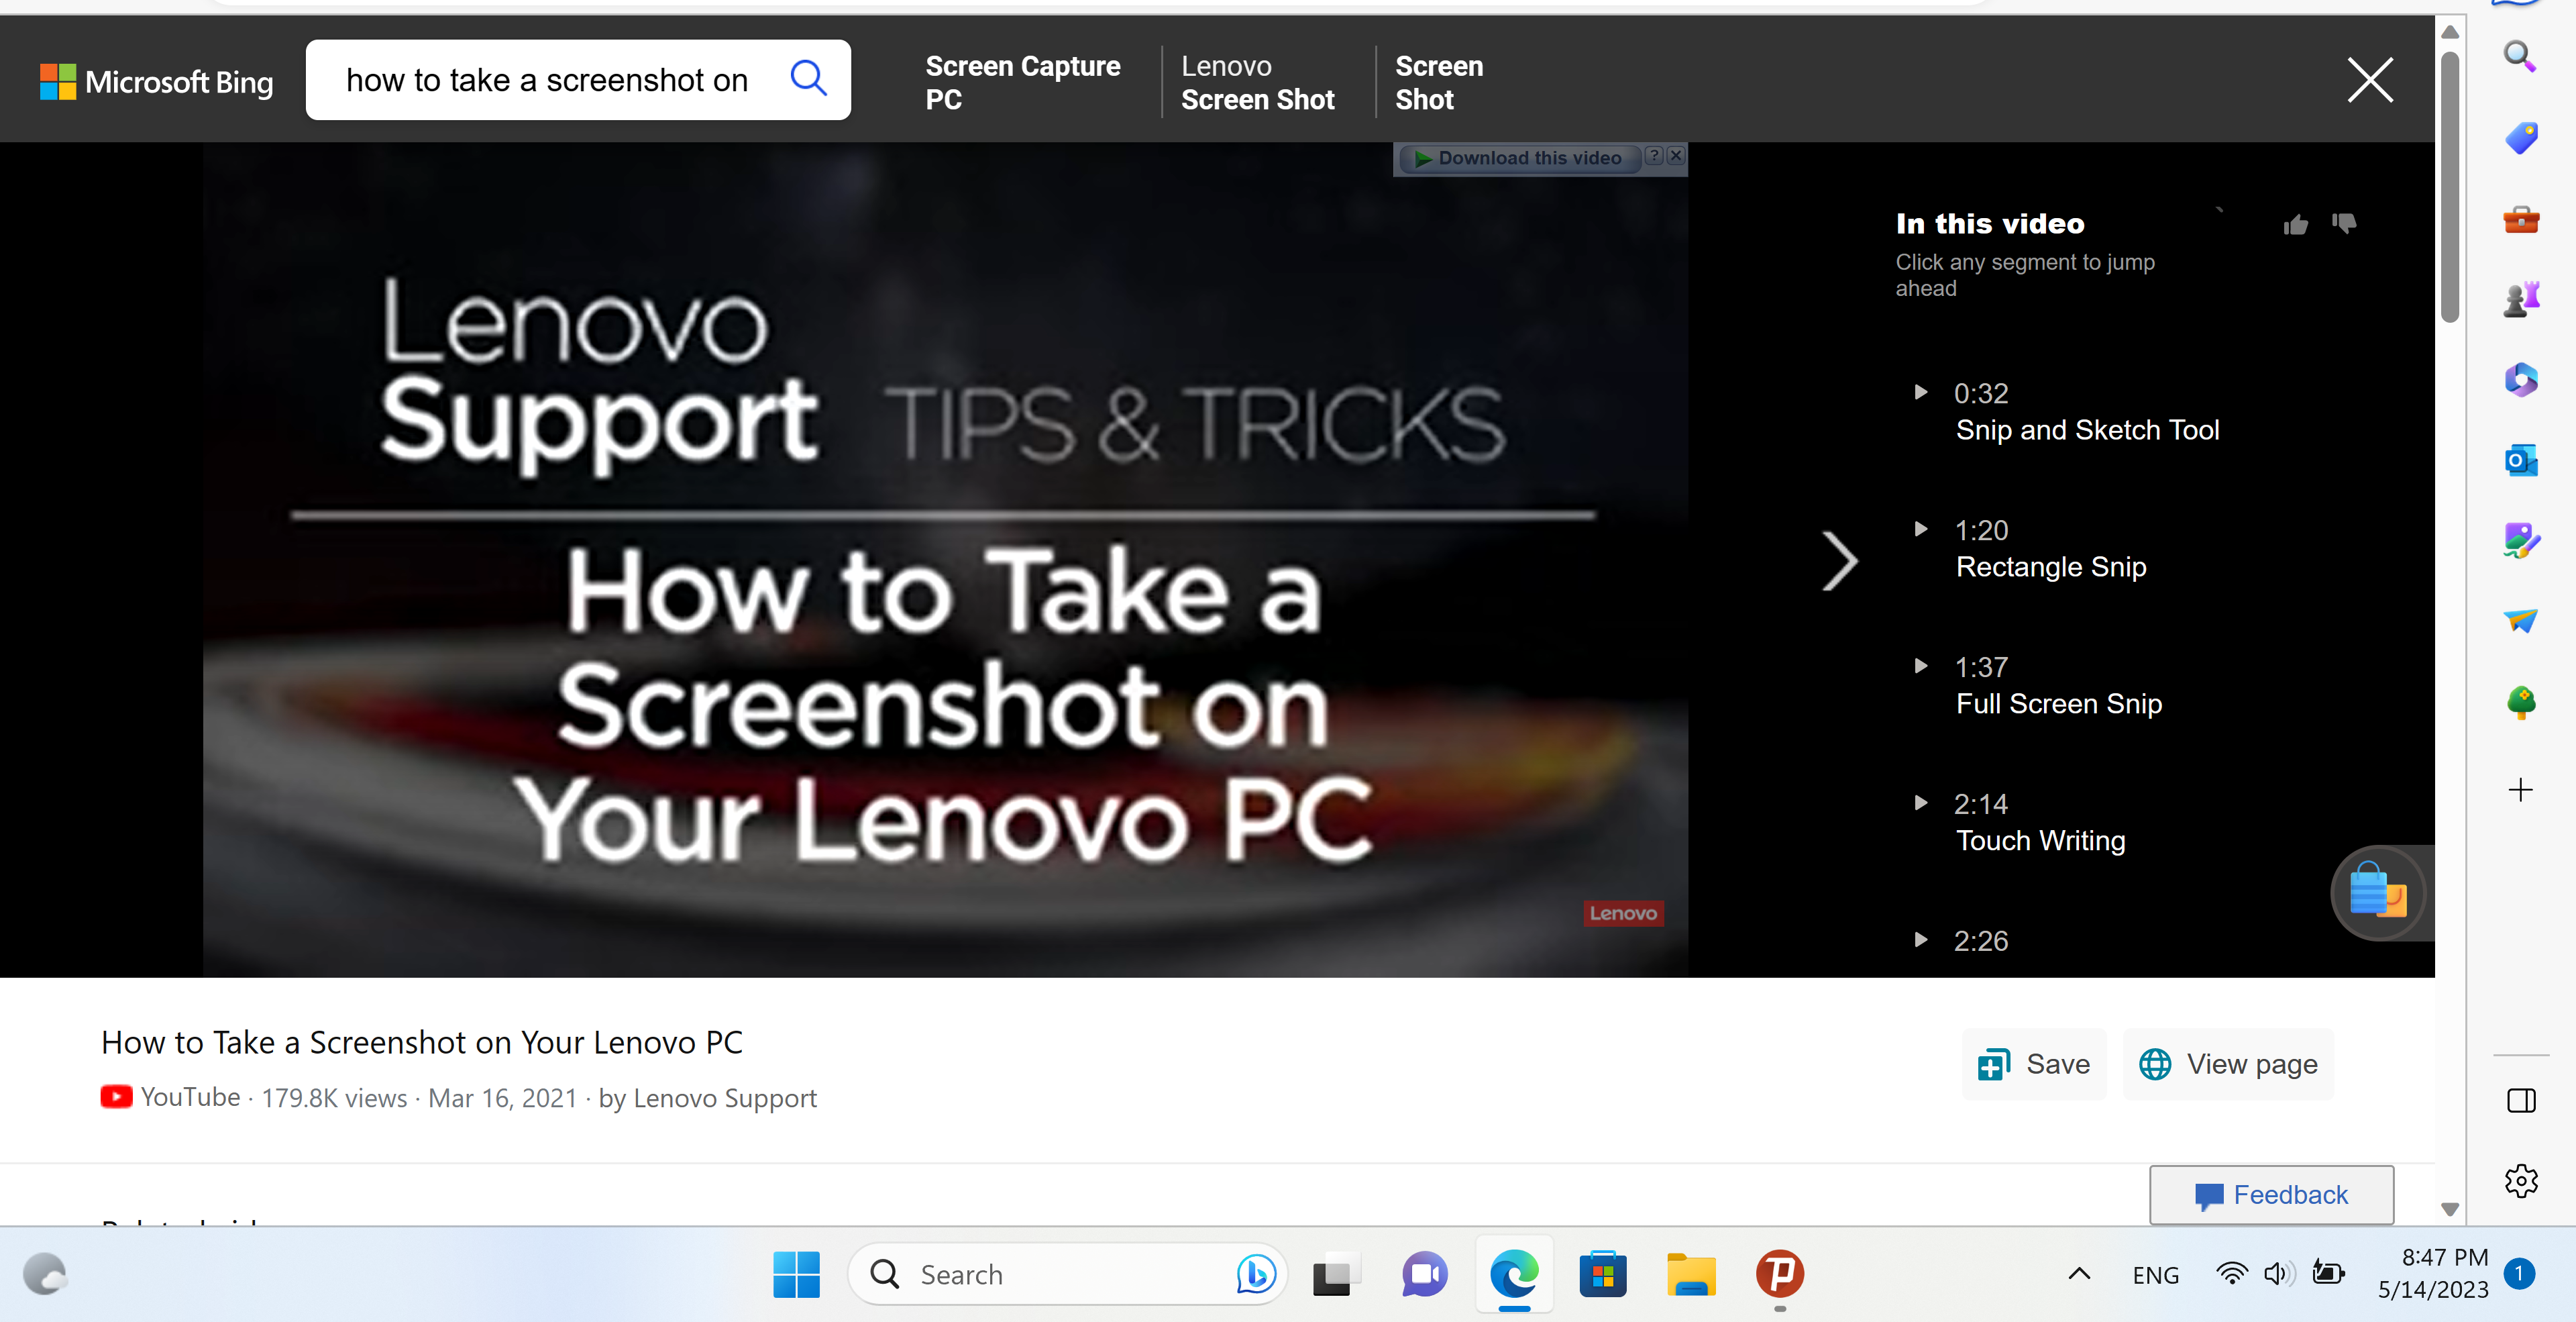 Microsoft Bing
how to take a screenshot on
Screen Capture
PC
Lenovo
Screen Shot
Screen
Shot
Download this video
?
In this video
Click any segment to jump
ahead
Lenovo
Support TIPS & TRICKS
How to Take a
Screenshot on
Your Lenovo PC
Lenovo
0:32
Snip and Sketch Tool
1:20
Rectangle Snip
1:37
Full Screen Snip
2:14
Touch Writing
2:26
How to Take a Screenshot on Your Lenovo PC
YouTube · 179.8K views · Mar 16, 2021 · by Lenovo Support
Save
View page
Feedback
Search
ENG
8:47 PM
5/14/2023
1